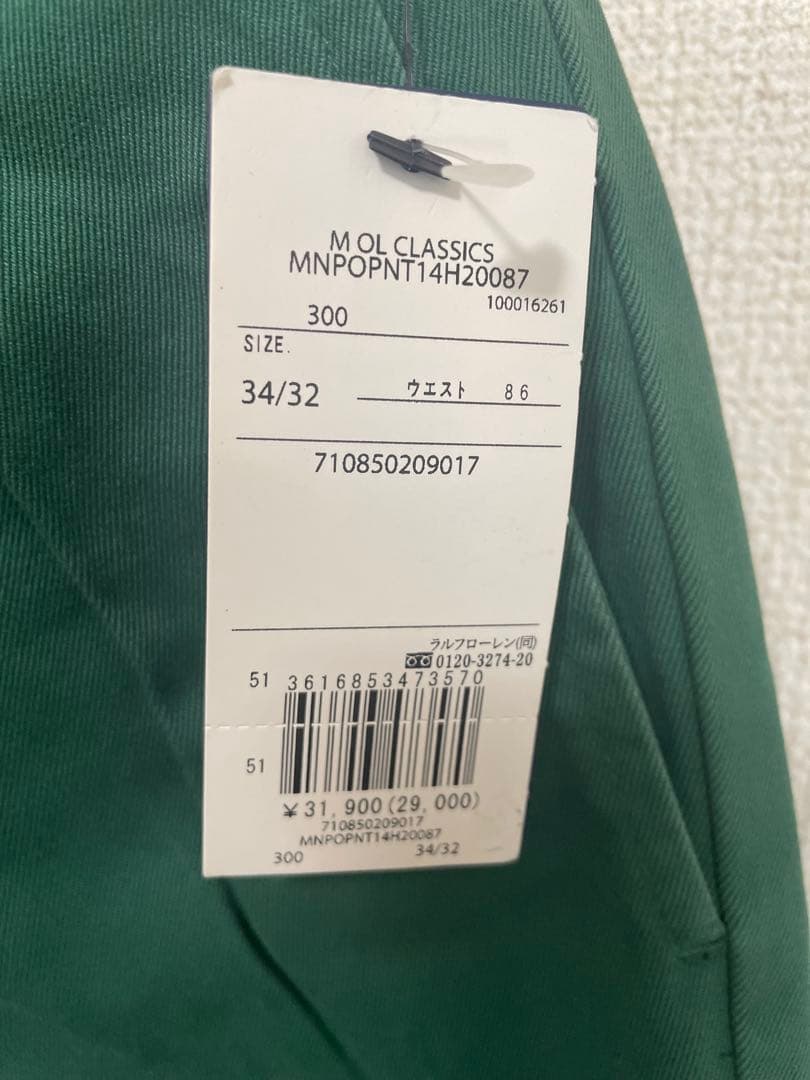 M OL CLASSICS
MNPOPNT14H20087
100016261
300
SIZE.
34/32 ウエスト 86
710850209017
ラルフローレン(同)
0120-3274-20
51 3616853473570
51
¥31,900(29,000)
710850209017
MNPOPNT14H20087
300 34/32